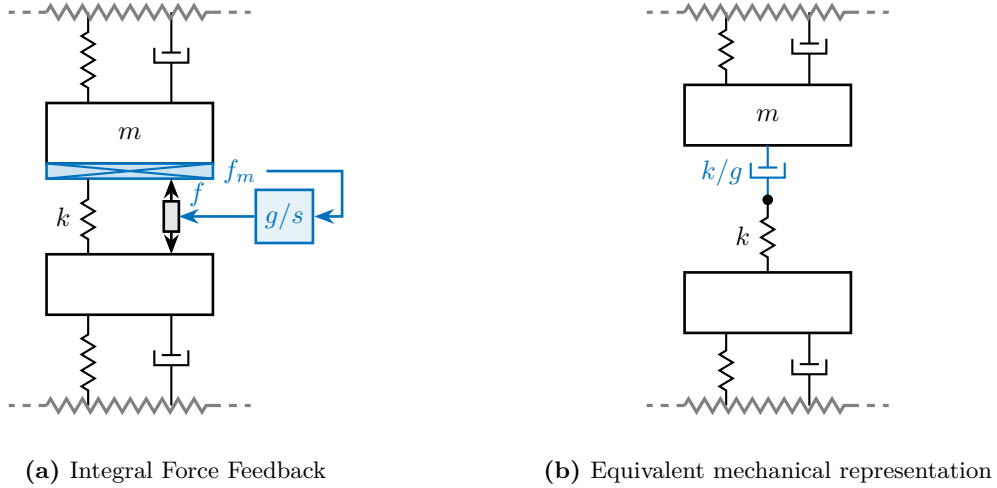 m
f_m
f
k
g/s
m
k/g
k
(a) Integral Force Feedback
(b) Equivalent mechanical representation